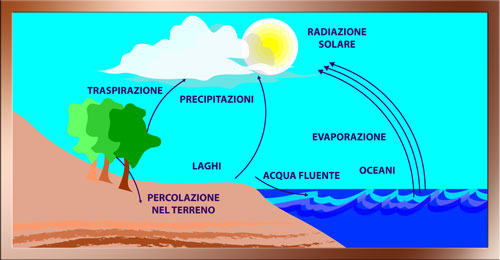 RADIAZIONE
SOLARE
TRASPIRAZIONE
PRECIPITAZIONI
EVAPORAZIONE
LAGHI
ACQUA FLUENTE
OCEANI
PERCOLAZIONE
NEL TERRENO